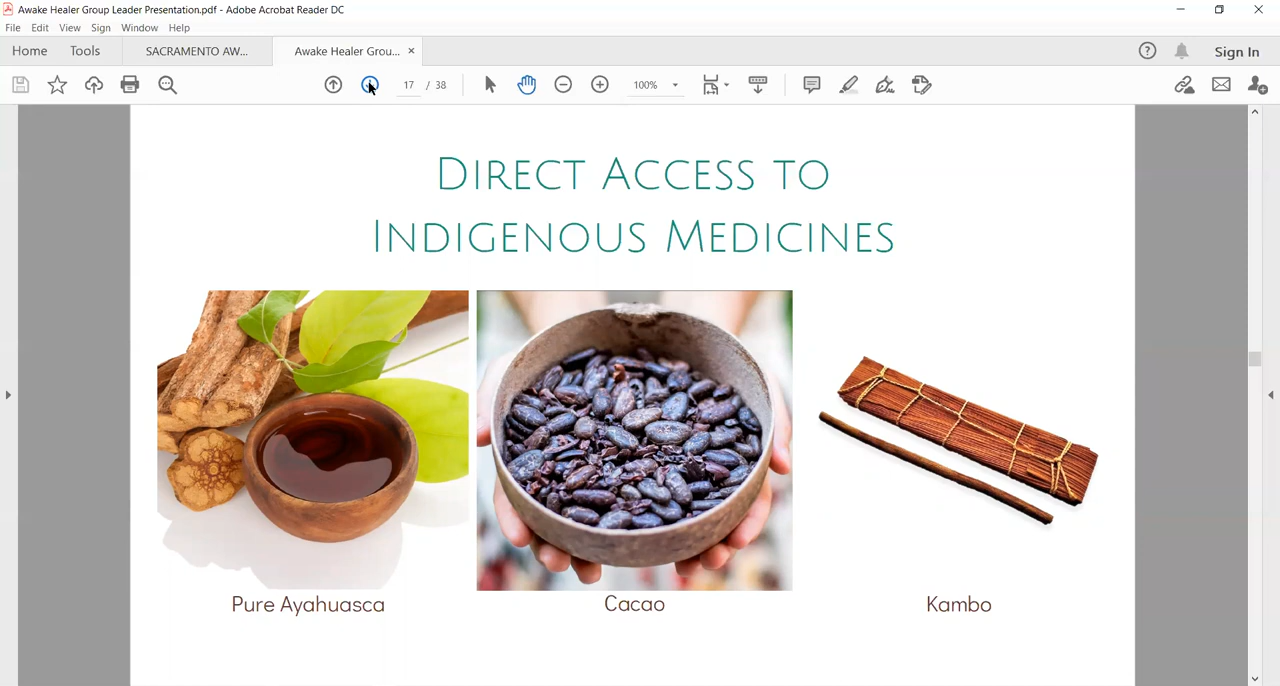 Awake Healer Group Leader Presentation.pdf - Adobe Acrobat Reader DC
File Edit View Sign Window Help
Home Tools SACRAMENTO AW... Awake Healer Grou... × Sign In
17 / 38 100%
DIRECT ACCESS TO
INDIGENOUS MEDICINES
Pure Ayahuasca Cacao Kambo